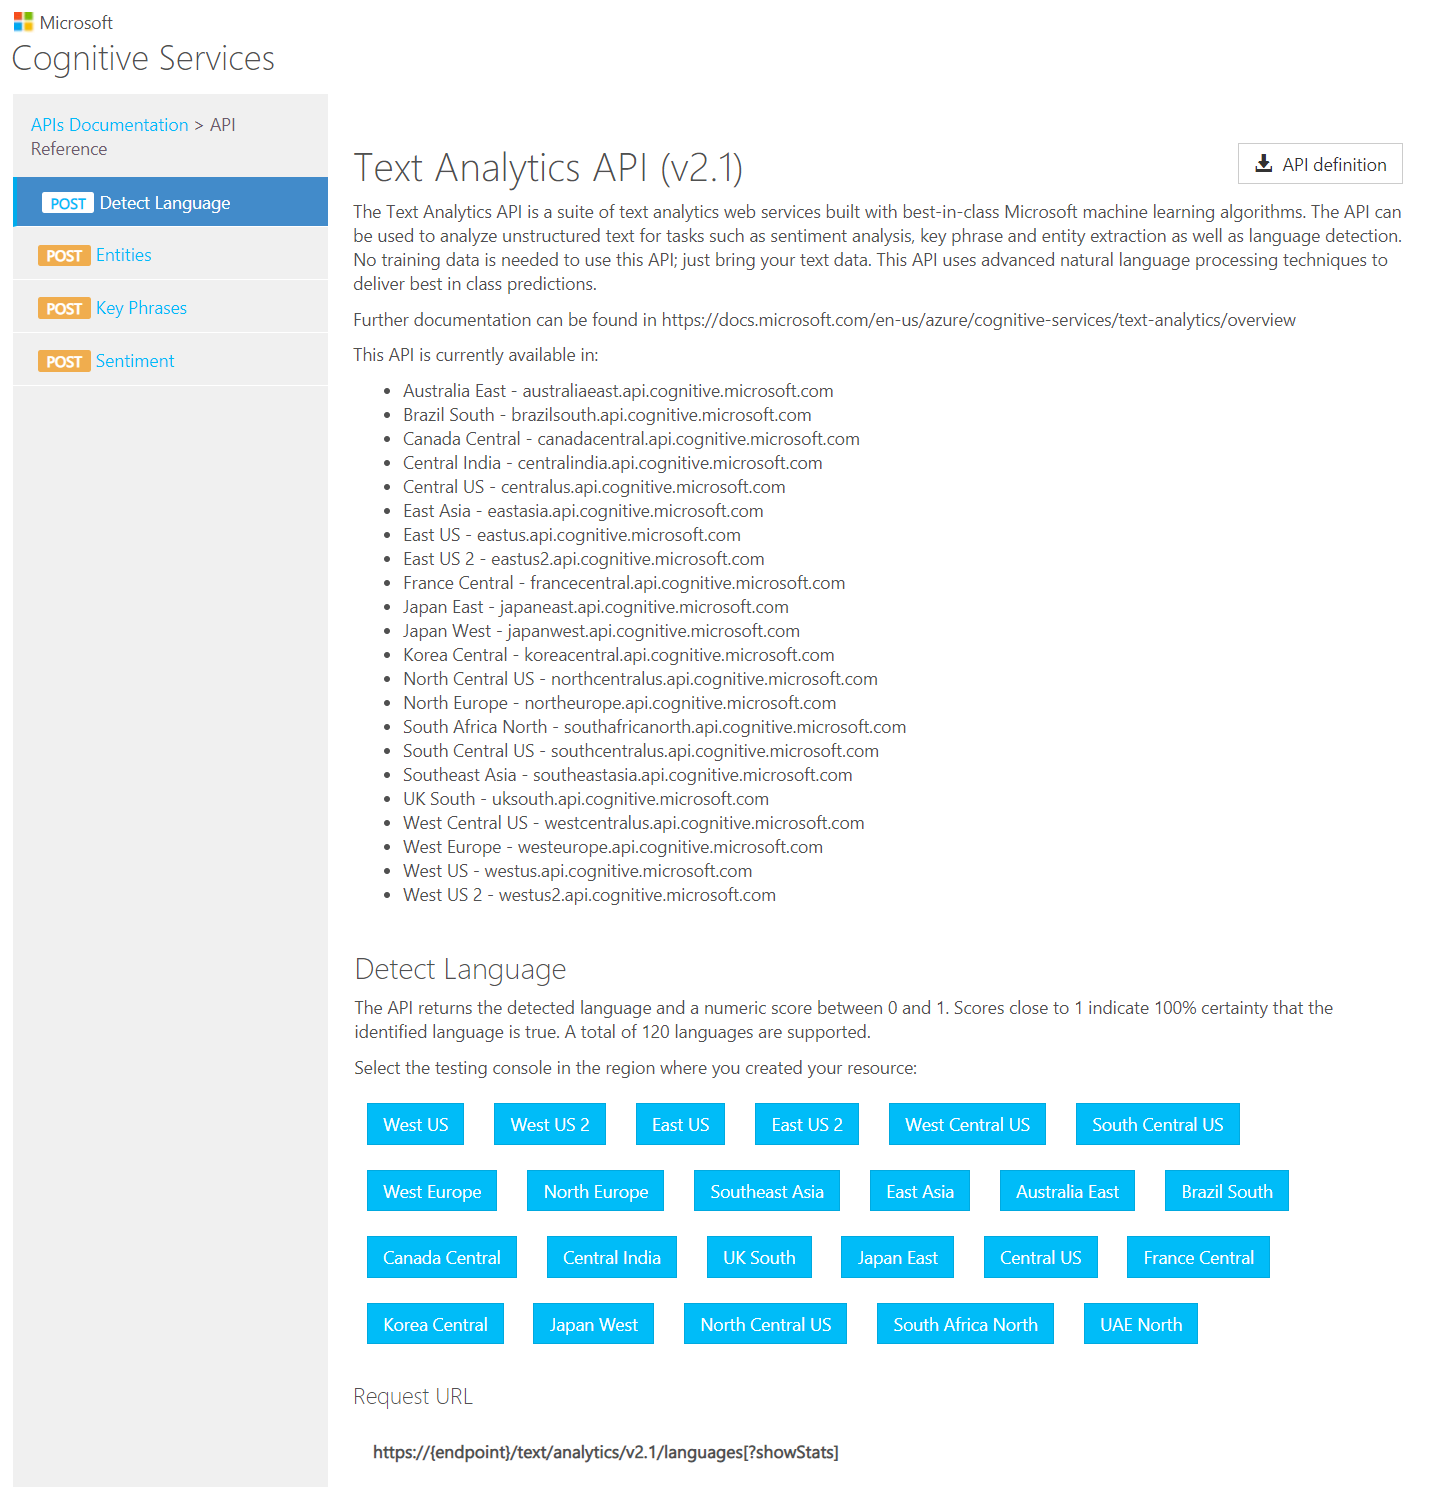 Microsoft
Cognitive Services
APIs Documentation > API
Reference
POST Detect Language
POST Entities
POST Key Phrases
POST Sentiment
Text Analytics API (v2.1)
API definition
The Text Analytics API is a suite of text analytics web services built with best-in-class Microsoft machine learning algorithms. The API can
be used to analyze unstructured text for tasks such as sentiment analysis, key phrase and entity extraction as well as language detection.
No training data is needed to use this API; just bring your text data. This API uses advanced natural language processing techniques to
deliver best in class predictions.
Further documentation can be found in https://docs.microsoft.com/en-us/azure/cognitive-services/text-analytics/overview
This API is currently available in:
• Australia East - australiaeast.api.cognitive.microsoft.com
• Brazil South - brazilsouth.api.cognitive.microsoft.com
• Canada Central - canadacentral.api.cognitive.microsoft.com
• Central India - centralindia.api.cognitive.microsoft.com
• Central US - centralus.api.cognitive.microsoft.com
• East Asia - eastasia.api.cognitive.microsoft.com
• East US - eastus.api.cognitive.microsoft.com
• East US 2 - eastus2.api.cognitive.microsoft.com
• France Central - francecentral.api.cognitive.microsoft.com
• Japan East - japaneast.api.cognitive.microsoft.com
• Japan West - japanwest.api.cognitive.microsoft.com
• Korea Central - koreacentral.api.cognitive.microsoft.com
• North Central US - northcentralus.api.cognitive.microsoft.com
• North Europe - northeurope.api.cognitive.microsoft.com
• South Africa North - southafricanorth.api.cognitive.microsoft.com
• South Central US - southcentralus.api.cognitive.microsoft.com
• Southeast Asia - southeastasia.api.cognitive.microsoft.com
• UK South - uksouth.api.cognitive.microsoft.com
• West Central US - westcentralus.api.cognitive.microsoft.com
• West Europe - westeurope.api.cognitive.microsoft.com
• West US - westus.api.cognitive.microsoft.com
• West US 2 - westus2.api.cognitive.microsoft.com
Detect Language
The API returns the detected language and a numeric score between 0 and 1. Scores close to 1 indicate 100% certainty that the
identified language is true. A total of 120 languages are supported.
Select the testing console in the region where you created your resource:
West US West US 2 East US East US 2 West Central US South Central US
West Europe North Europe Southeast Asia East Asia Australia East Brazil South
Canada Central Central India UK South Japan East Central US France Central
Korea Central Japan West North Central US South Africa North UAE North
Request URL
https://{endpoint}/text/analytics/v2.1/languages[?showStats]